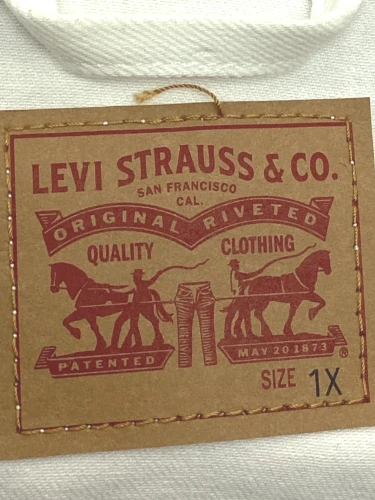 LEVI STRAUSS & CO.
SAN FRANCISCO
CAL.
ORIGINAL RIVETED
QUALITY CLOTHING
PATENTED MAY 20 1873 ®
SIZE 1X